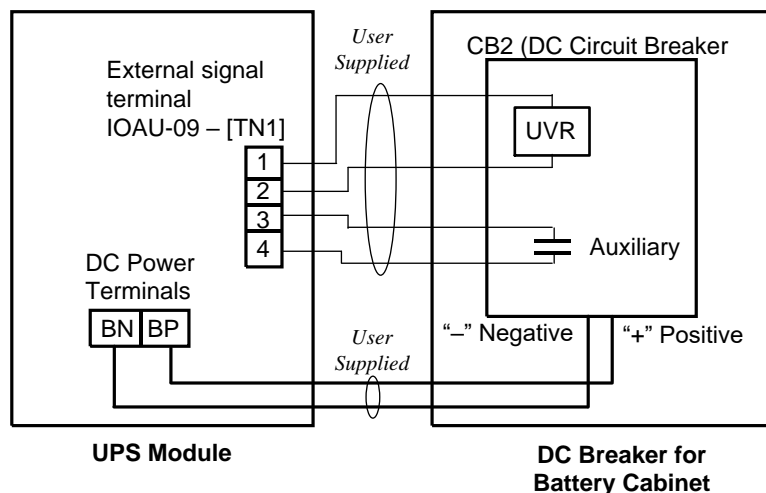 User
Supplied
CB2 (DC Circuit Breaker
External signal
terminal
IOAU-09 – [TN1]
UVR
1
2
3
4
Auxiliary
DC Power
Terminals
BN BP
User
Supplied
“–” Negative
“+” Positive
UPS Module
DC Breaker for
Battery Cabinet